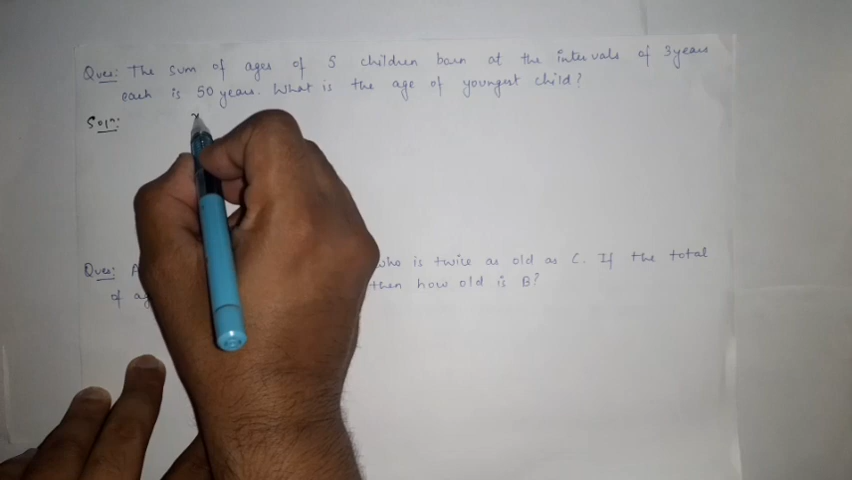 Ques: The sum of ages of 5 children born at the intervals of 3 years
each is 50 years. What is the age of youngest child?
Soln:
Ques: A who is twice as old as C. If the total
of ag then how old is B?